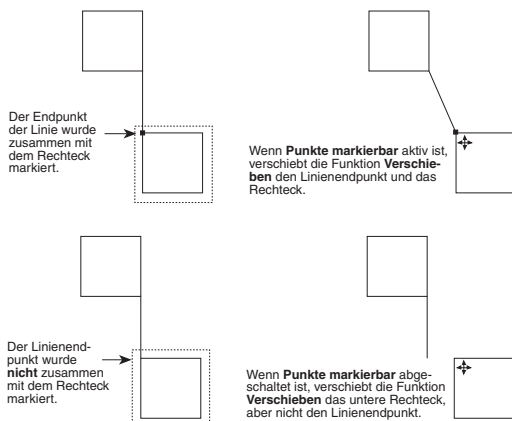 Der Endpunkt
der Linie wurde
zusammen mit
dem Rechteck
markiert.
Wenn Punkte markierbar aktiv ist,
verschiebt die Funktion Verschie-
ben den Linienendpunkt und das
Rechteck.
Der Linienend-
punkt wurde
nicht zusammen
mit dem Rechteck
markiert.
Wenn Punkte markierbar abge-
schaltet ist, verschiebt die Funktion
Verschieben das untere Rechteck,
aber nicht den Linienendpunkt.